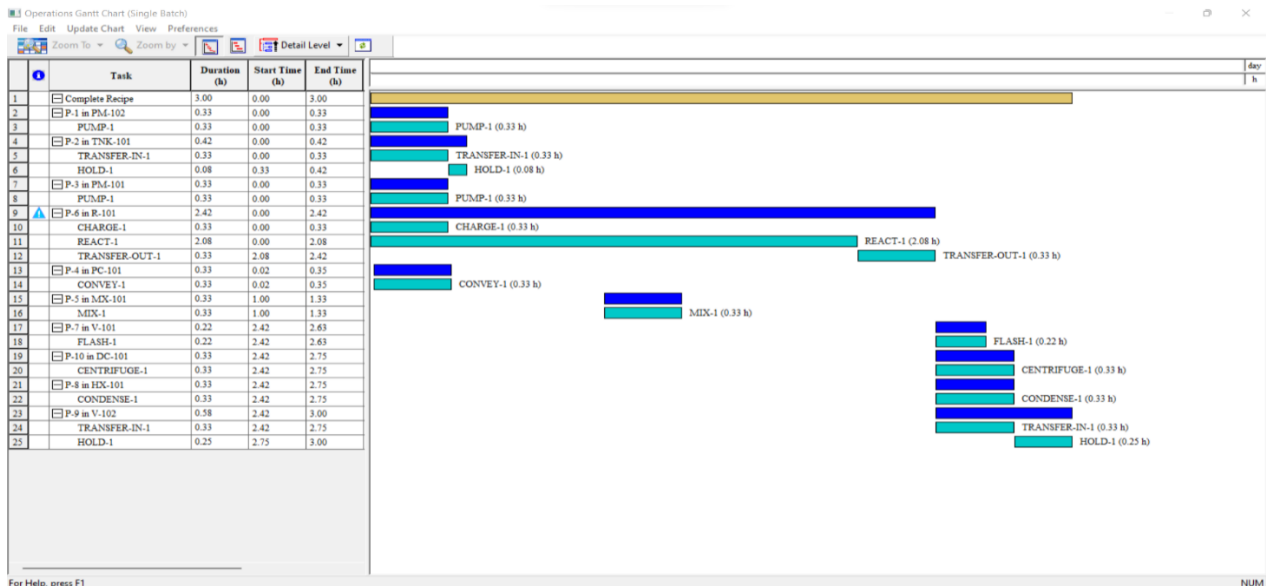 Operations Gantt Chart (Single Batch)
File Edit Update Chart View Preferences
Zoom To Zoom by Detail Level
Task Duration (h) Start Time (h) End Time (h) day
h
1 Complete Recipe 3.00 0.00 3.00
2 P-1 in PM-102 0.33 0.00 0.33
3 PUMP-1 0.33 0.00 0.33 PUMP-1 (0.33 h)
4 P-2 in TNK-101 0.42 0.00 0.42
5 TRANSFER-IN-1 0.33 0.00 0.33 TRANSFER-IN-1 (0.33 h)
6 HOLD-1 0.08 0.33 0.42 HOLD-1 (0.08 h)
7 P-3 in PM-101 0.33 0.00 0.33
8 PUMP-1 0.33 0.00 0.33 PUMP-1 (0.33 h)
9 P-6 in R-101 2.42 0.00 2.42
10 CHARGE-1 0.33 0.00 0.33 CHARGE-1 (0.33 h)
11 REACT-1 2.08 0.00 2.08 REACT-1 (2.08 h)
12 TRANSFER-OUT-1 0.33 2.08 2.42 TRANSFER-OUT-1 (0.33 h)
13 P-4 in PC-101 0.33 0.02 0.35
14 CONVEY-1 0.33 0.02 0.35 CONVEY-1 (0.33 h)
15 P-5 in MX-101 0.33 1.00 1.33
16 MIX-1 0.33 1.00 1.33 MIX-1 (0.33 h)
17 P-7 in V-101 0.22 2.42 2.63
18 FLASH-1 0.22 2.42 2.63 FLASH-1 (0.22 h)
19 P-10 in DC-101 0.33 2.42 2.75
20 CENTRIFUGE-1 0.33 2.42 2.75 CENTRIFUGE-1 (0.33 h)
21 P-8 in HX-101 0.33 2.42 2.75
22 CONDENSE-1 0.33 2.42 2.75 CONDENSE-1 (0.33 h)
23 P-9 in V-102 0.58 2.42 3.00
24 TRANSFER-IN-1 0.33 2.42 2.75 TRANSFER-IN-1 (0.33 h)
25 HOLD-1 0.25 2.75 3.00 HOLD-1 (0.25 h)
For Help, press F1 NUM